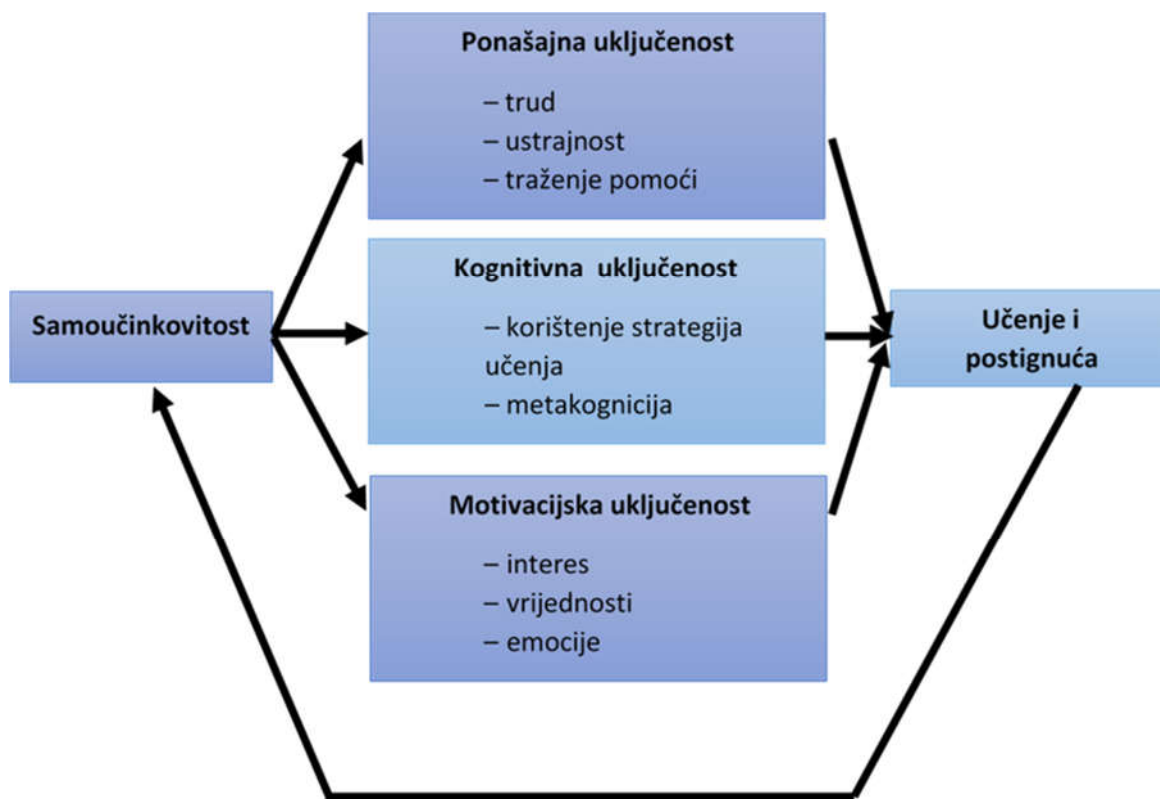 Ponašajna uključenost
– trud
– ustrajnost
– traženje pomoći
Samoučinkovitost
Kognitivna uključenost
– korištenje strategija
učenja
– metakognicija
Motivacijska uključenost
– interes
– vrijednosti
– emocije
Učenje i
postignuća